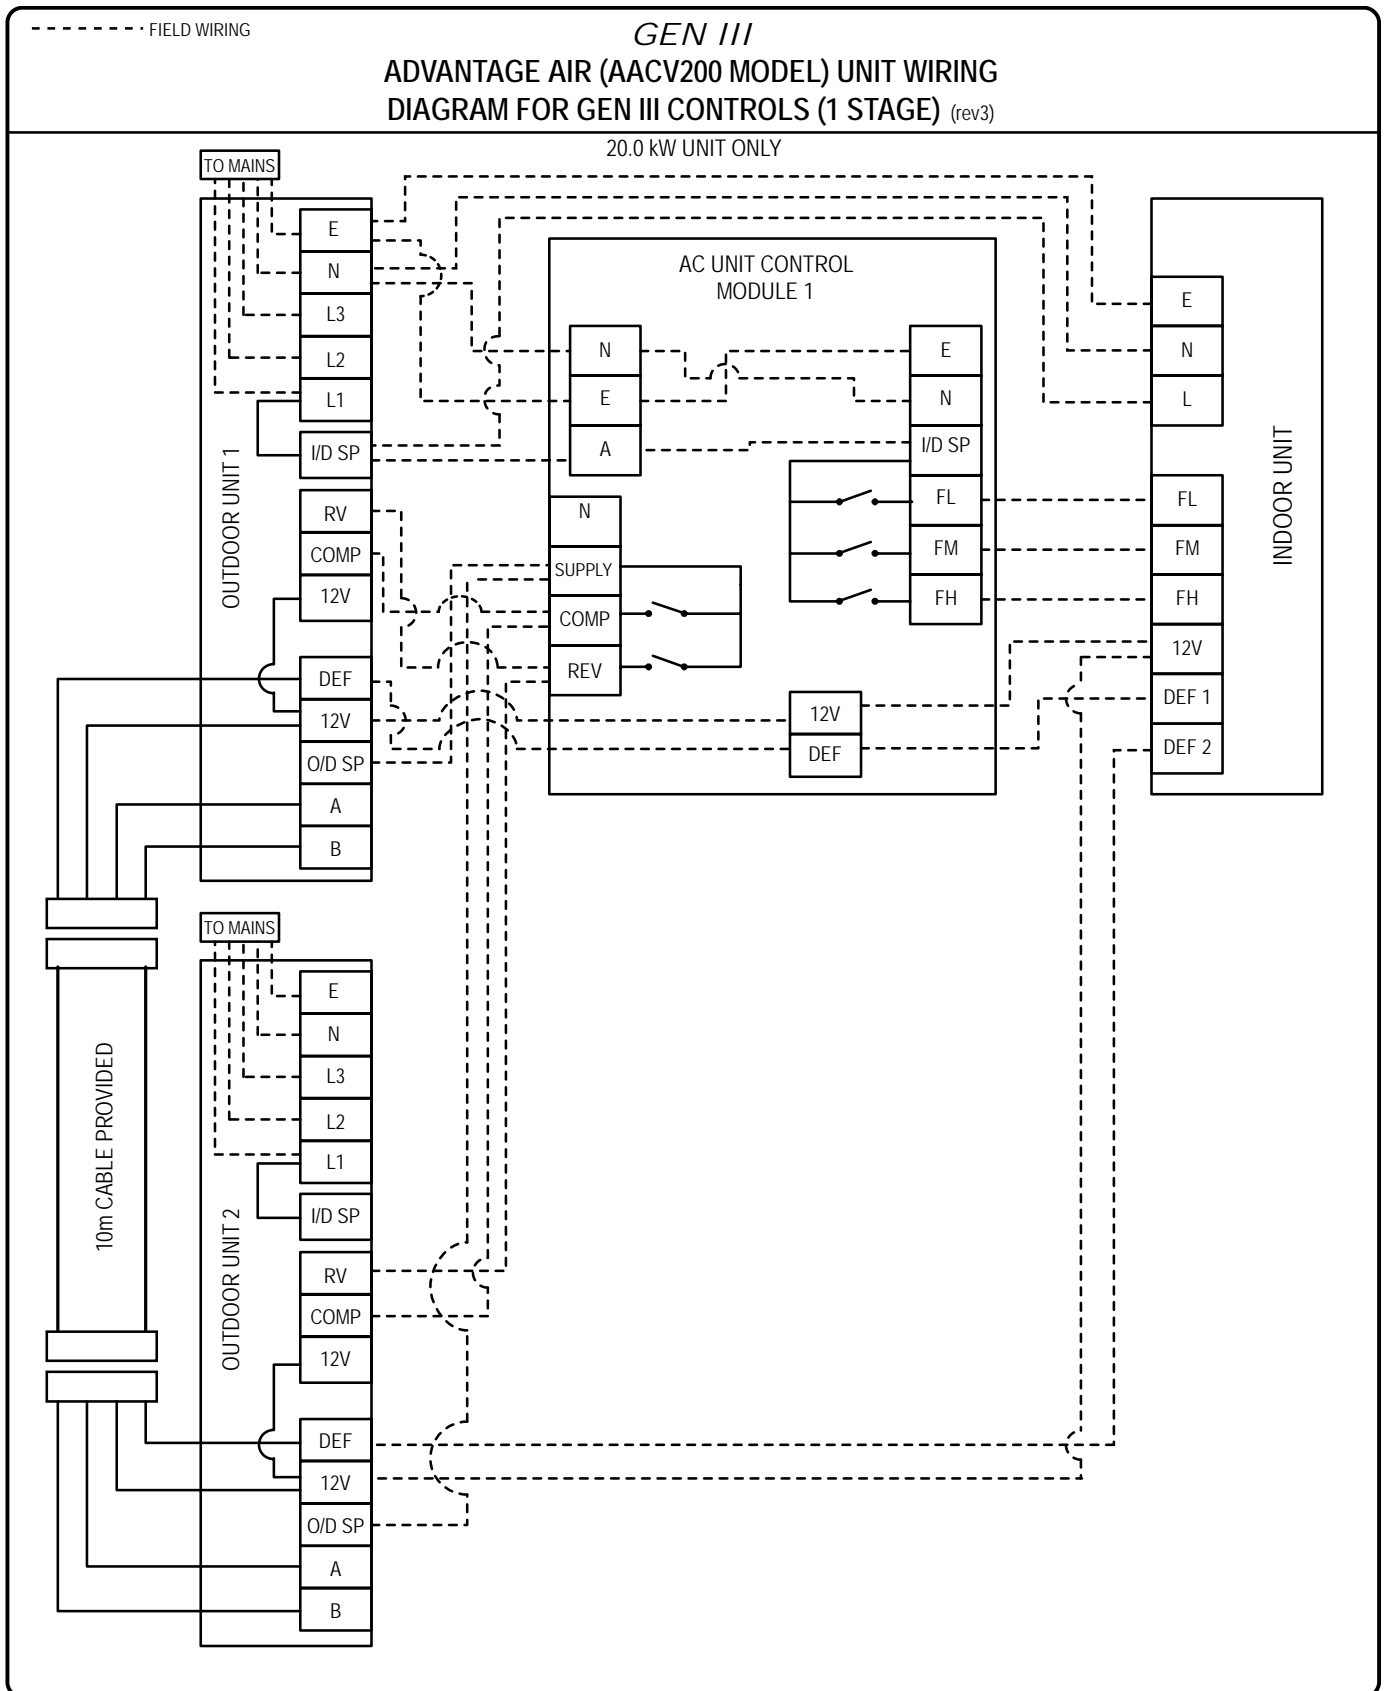 FIELD WIRING
GEN III
ADVANTAGE AIR (AACV200 MODEL) UNIT WIRING
DIAGRAM FOR GEN III CONTROLS (1 STAGE) (rev3)
20.0 kW UNIT ONLY
TO MAINS
OUTDOOR UNIT 1
E
N
L3
L2
L1
I/D SP
RV
COMP
12V
DEF
12V
O/D SP
A
B
AC UNIT CONTROL
MODULE 1
N
E
A
N
SUPPLY
COMP
REV
E
N
I/D SP
FL
FM
FH
12V
DEF
INDOOR UNIT
E
N
L
FL
FM
FH
12V
DEF 1
DEF 2
10m CABLE PROVIDED
TO MAINS
OUTDOOR UNIT 2
E
N
L3
L2
L1
I/D SP
RV
COMP
12V
DEF
12V
O/D SP
A
B